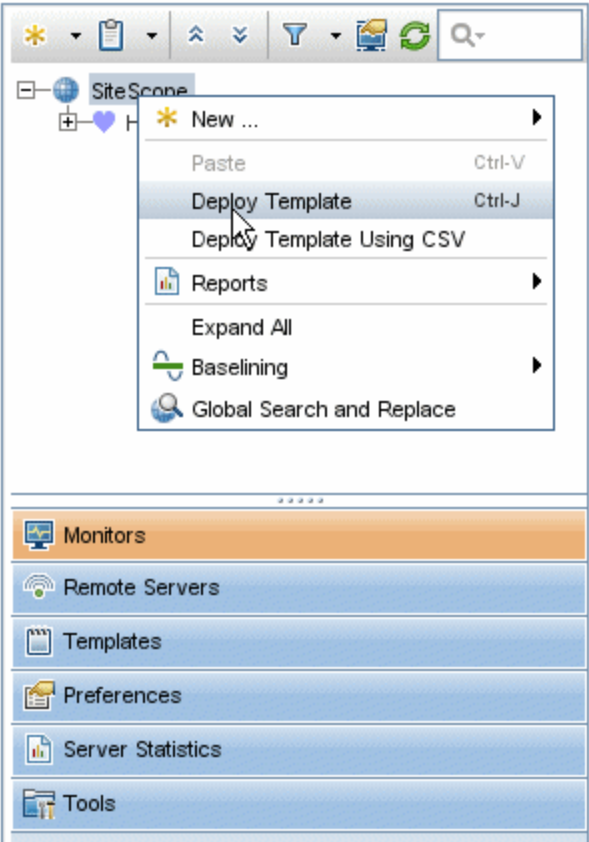 SiteScope
H
New ...
Paste Ctrl-V
Deploy Template Ctrl-J
Deploy Template Using CSV
Reports
Expand All
Baselining
Global Search and Replace
Monitors
Remote Servers
Templates
Preferences
Server Statistics
Tools